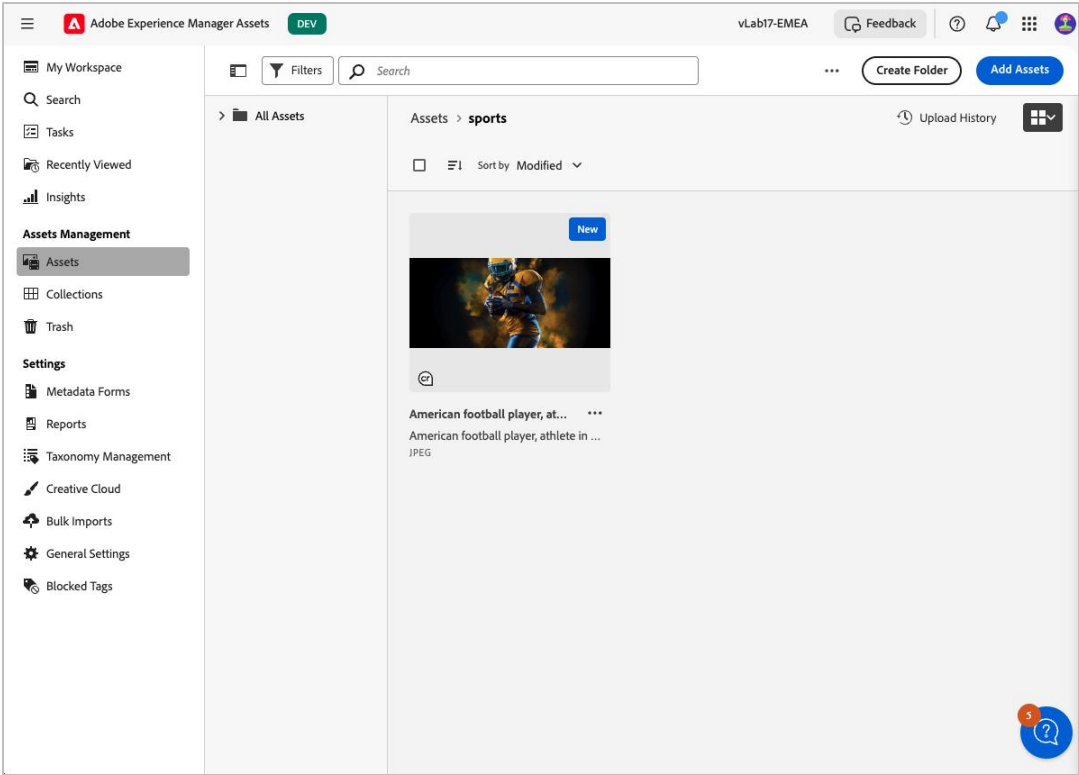 Adobe Experience Manager Assets DEV vLab17-EMEA Feedback
My Workspace
Search
Tasks
Recently Viewed
Insights
Assets Management
Assets
Collections
Trash
Settings
Metadata Forms
Reports
Taxonomy Management
Creative Cloud
Bulk Imports
General Settings
Blocked Tags
Filters Search Create Folder Add Assets
All Assets
Assets > sports Upload History
Sort by Modified
New
cr
American football player, at...
American football player, athlete in ...
JPEG
5